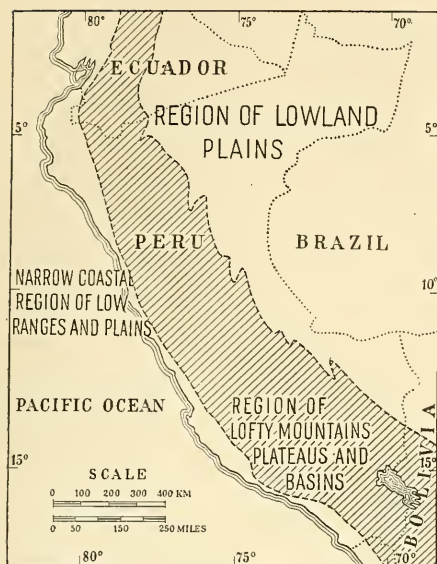 80° 75° 70°
ECUADOR
REGION OF LOWLAND
PLAINS
5° 5°
PERU BRAZIL
NARROW COASTAL
REGION OF LOW
RANGES AND PLAINS
10° 10°
PACIFIC OCEAN
REGION OF
LOFTY MOUNTAINS
PLATEAUS AND
BASINS
BOLIVIA
15° 15°
SCALE
0 100 200 300 400 KM
0 50 150 250 MILES
80° 75° 70°